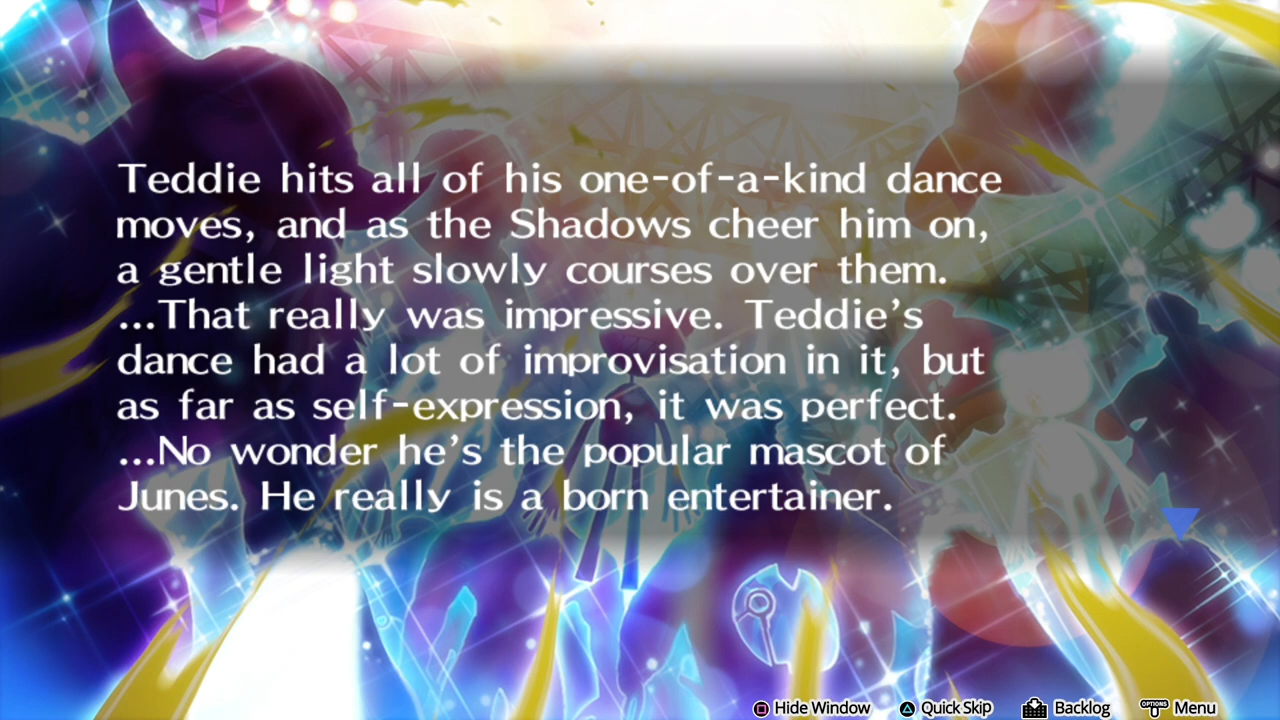 Teddie hits all of his one-of-a-kind dance
moves, and as the Shadows cheer him on,
a gentle light slowly courses over them.
...That really was impressive. Teddie's
dance had a lot of improvisation in it, but
as far as self-expression, it was perfect.
...No wonder he's the popular mascot of
Junes. He really is a born entertainer.
Hide Window Quick Skip Backlog OPTIONS Menu